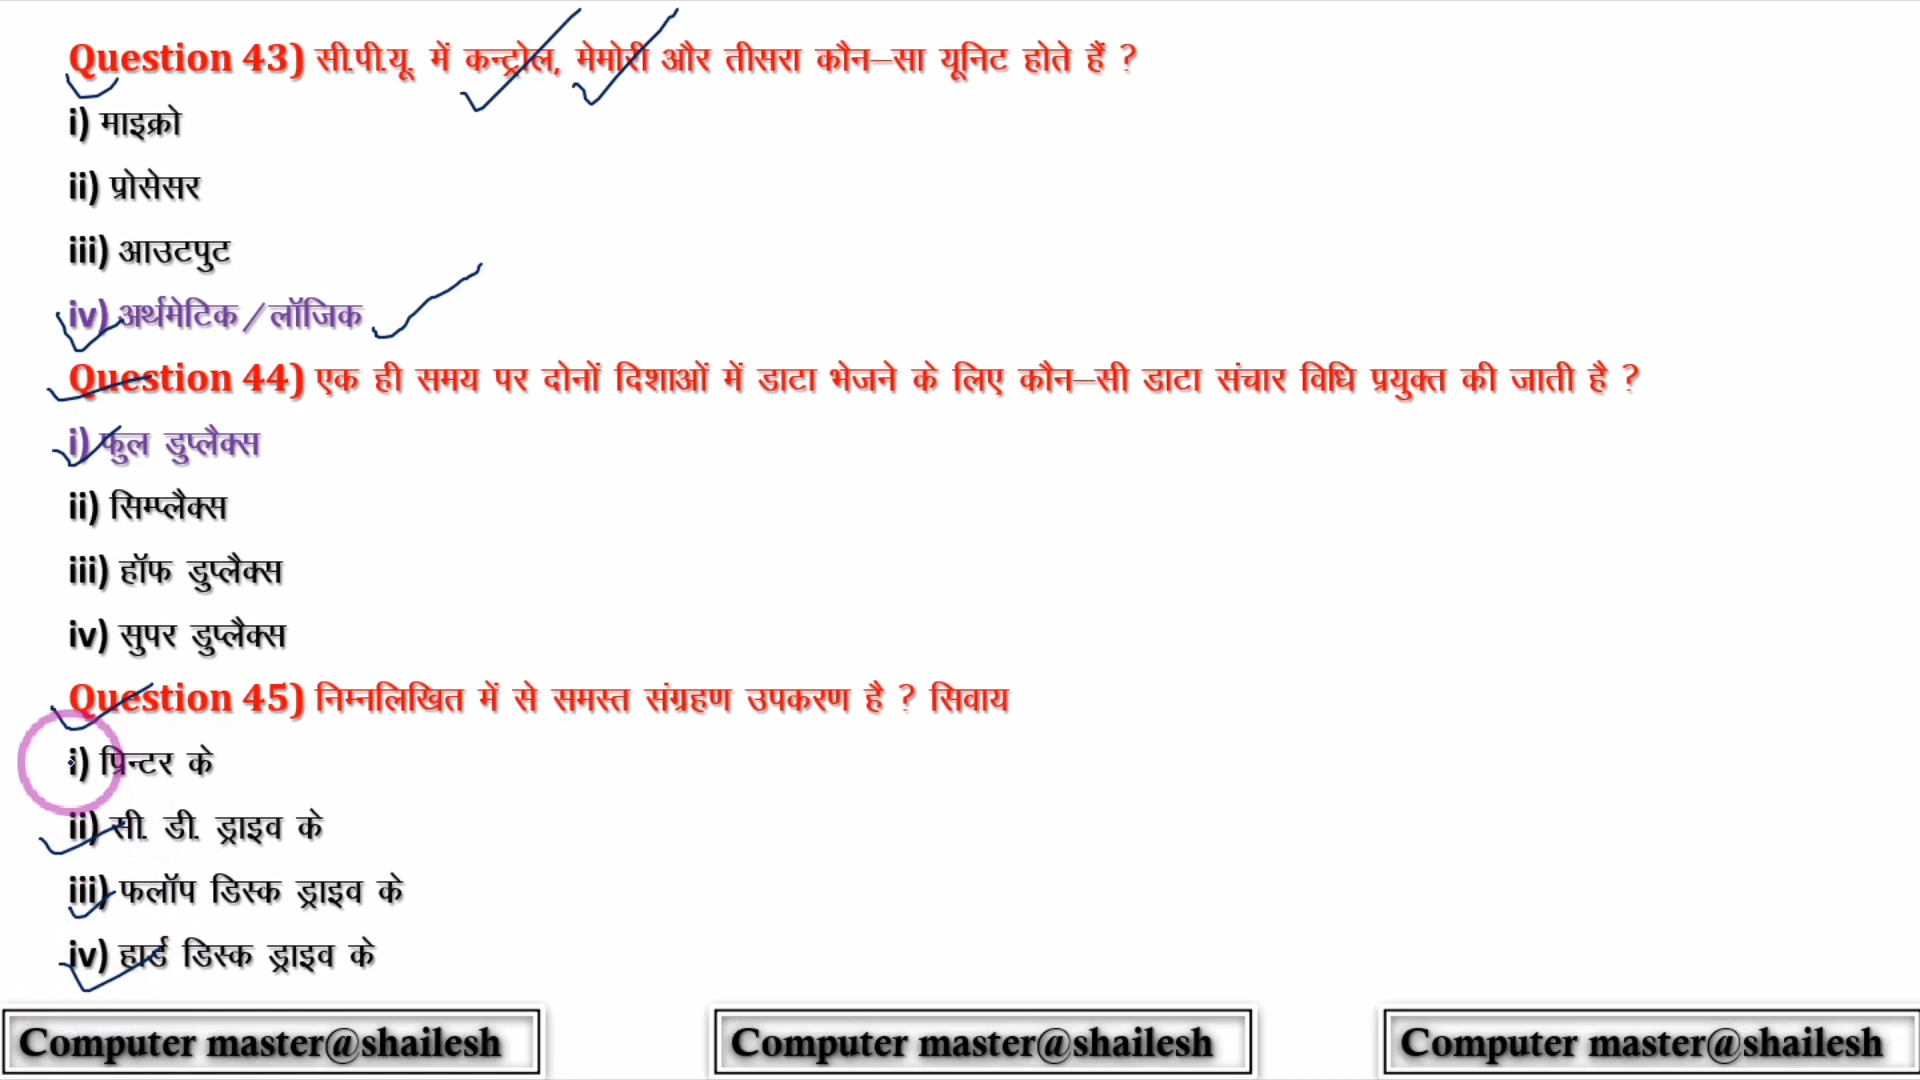 Question 43) सी.पी.यू. में कन्ट्रोल, मेमोरी और तीसरा कौन–सा यूनिट होते हैं ?
i) माइक्रो
ii) प्रोसेसर
iii) आउटपुट
iv) अर्थमेटिक / लॉजिक
Question 44) एक ही समय पर दोनों दिशाओं में डाटा भेजने के लिए कौन–सी डाटा संचार विधि प्रयुक्त की जाती है ?
i) फुल डुप्लैक्स
ii) सिम्प्लैक्स
iii) हॉफ डुप्लैक्स
iv) सुपर डुप्लैक्स
Question 45) निम्नलिखित में से समस्त संग्रहण उपकरण है ? सिवाय
i) प्रिन्टर के
ii) सी. डी. ड्राइव के
iii) फलॉप डिस्क ड्राइव के
iv) हार्ड डिस्क ड्राइव के
Computer master@shailesh Computer master@shailesh Computer master@shailesh